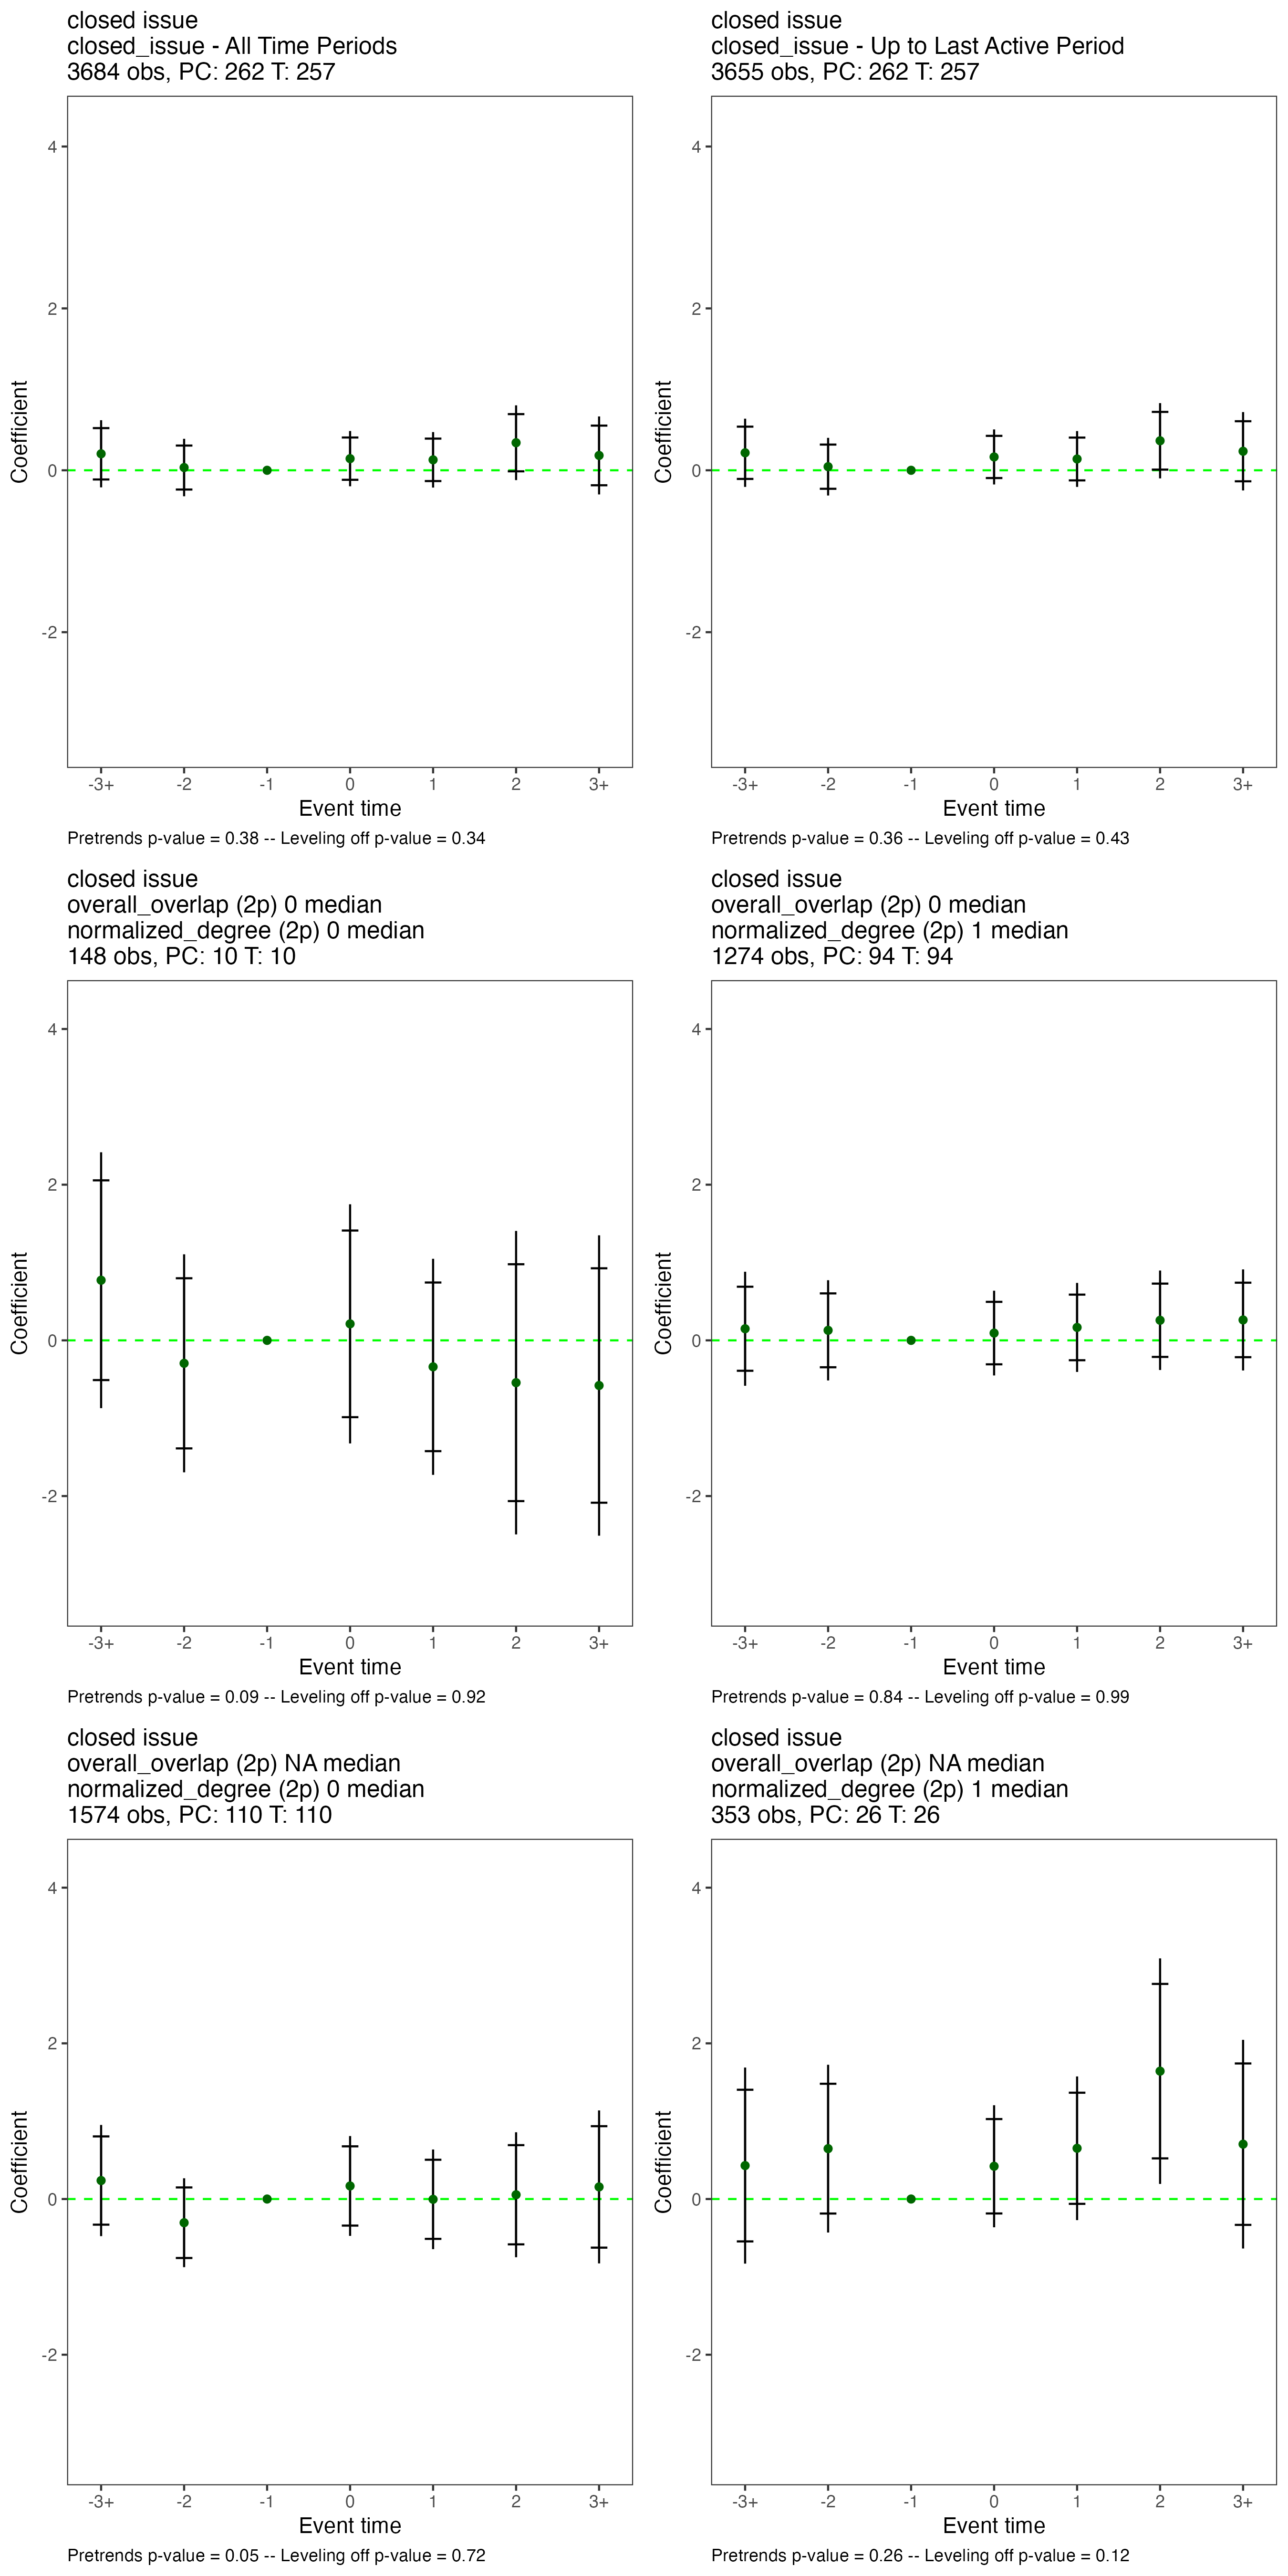 closed issue
closed_issue - All Time Periods
3684 obs, PC: 262 T: 257
4
2
0
-2
Coefficient
-3+ -2 -1 0 1 2 3+
Event time
Pretrends p-value = 0.38 -- Leveling off p-value = 0.34
closed issue
closed_issue - Up to Last Active Period
3655 obs, PC: 262 T: 257
4
2
0
-2
Coefficient
-3+ -2 -1 0 1 2 3+
Event time
Pretrends p-value = 0.36 -- Leveling off p-value = 0.43
closed issue
overall_overlap (2p) 0 median
normalized_degree (2p) 0 median
148 obs, PC: 10 T: 10
4
2
0
-2
Coefficient
-3+ -2 -1 0 1 2 3+
Event time
Pretrends p-value = 0.09 -- Leveling off p-value = 0.92
closed issue
overall_overlap (2p) 0 median
normalized_degree (2p) 1 median
1274 obs, PC: 94 T: 94
4
2
0
-2
Coefficient
-3+ -2 -1 0 1 2 3+
Event time
Pretrends p-value = 0.84 -- Leveling off p-value = 0.99
closed issue
overall_overlap (2p) NA median
normalized_degree (2p) 0 median
1574 obs, PC: 110 T: 110
4
2
0
-2
Coefficient
-3+ -2 -1 0 1 2 3+
Event time
Pretrends p-value = 0.05 -- Leveling off p-value = 0.72
closed issue
overall_overlap (2p) NA median
normalized_degree (2p) 1 median
353 obs, PC: 26 T: 26
4
2
0
-2
Coefficient
-3+ -2 -1 0 1 2 3+
Event time
Pretrends p-value = 0.26 -- Leveling off p-value = 0.12